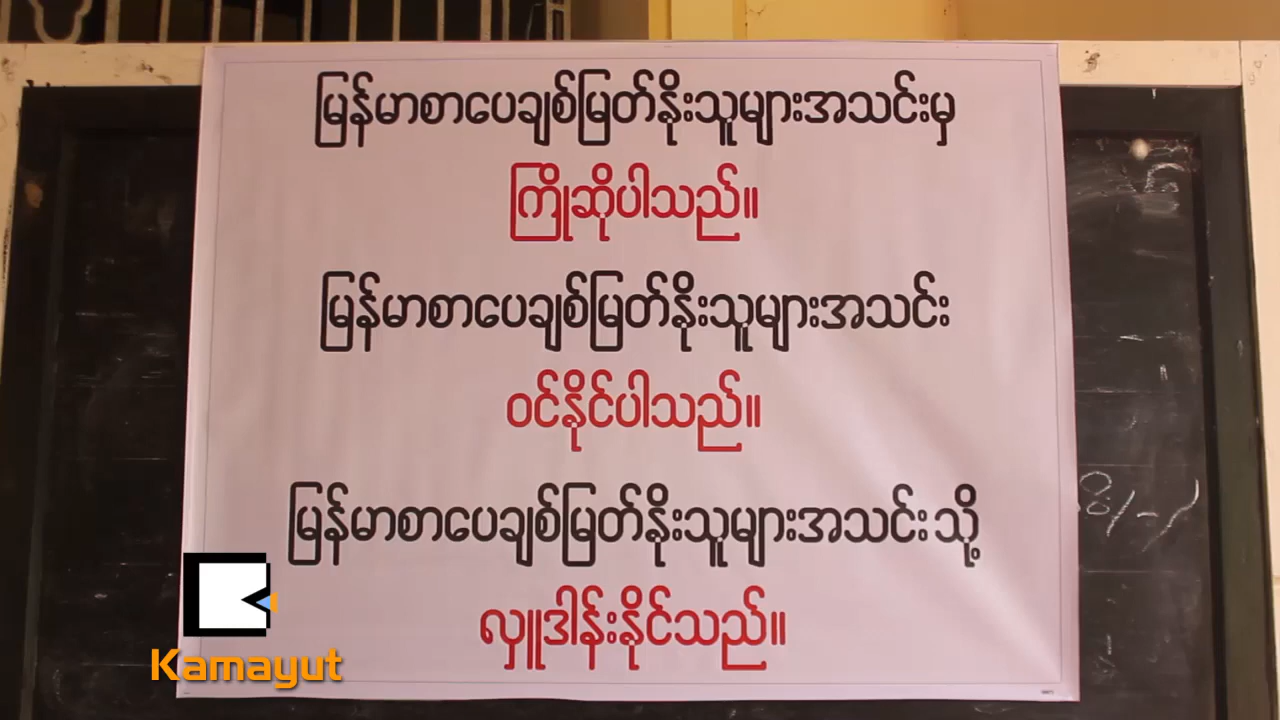 မြန်မာစာပေချစ်မြတ်နိုးသူများအသင်းမှ
ကြိုဆိုပါသည်။
မြန်မာစာပေချစ်မြတ်နိုးသူများအသင်း
ဝင်နိုင်ပါသည်။
မြန်မာစာပေချစ်မြတ်နိုးသူများအသင်း သို့
လှူဒါန်းနိုင်သည်။
Kamayut